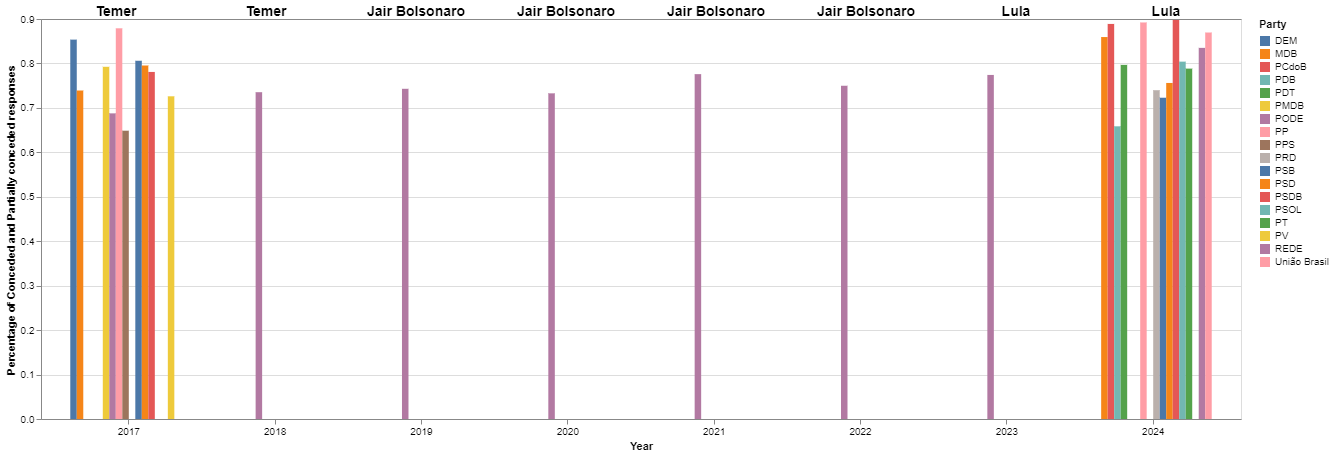 Temer Temer Jair Bolsonaro Jair Bolsonaro Jair Bolsonaro Jair Bolsonaro Lula Lula
Percentage of Conceded and Partially conceded responses
0.9
0.8
0.7
0.6
0.5
0.4
0.3
0.2
0.1
0.0
2017 2018 2019 2020 2021 2022 2023 2024
Year
Party
DEM
MDB
PCdoB
PDB
PDT
PMDB
PODE
PP
PPS
PRD
PSB
PSD
PSDB
PSOL
PT
PV
REDE
União Brasil